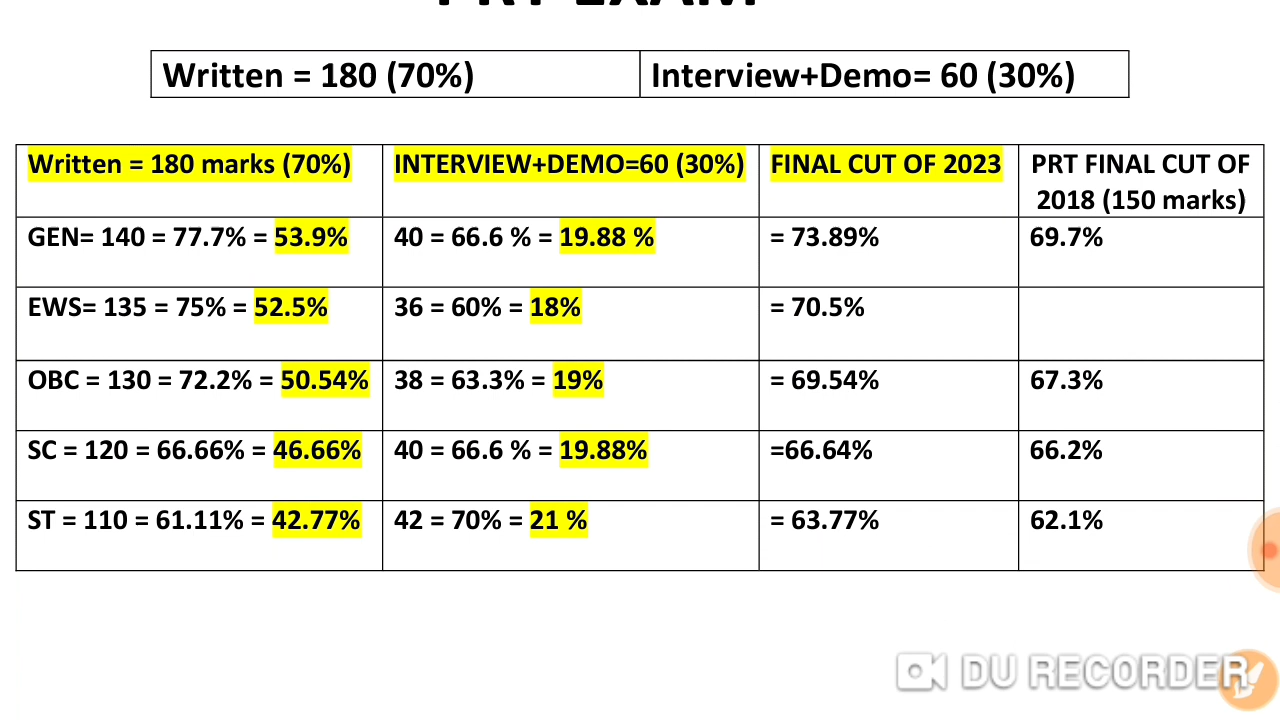 PRT EXAM
Written = 180 (70%)
Interview+Demo= 60 (30%)
Written = 180 marks (70%)
INTERVIEW+DEMO=60 (30%)
FINAL CUT OF 2023
PRT FINAL CUT OF
2018 (150 marks)
GEN= 140 = 77.7% = 53.9%
40 = 66.6 % = 19.88 %
= 73.89%
69.7%
EWS= 135 = 75% = 52.5%
36 = 60% = 18%
= 70.5%
OBC = 130 = 72.2% = 50.54%
38 = 63.3% = 19%
= 69.54%
67.3%
SC = 120 = 66.66% = 46.66%
40 = 66.6 % = 19.88%
=66.64%
66.2%
ST = 110 = 61.11% = 42.77%
42 = 70% = 21 %
= 63.77%
62.1%
DU RECORDER